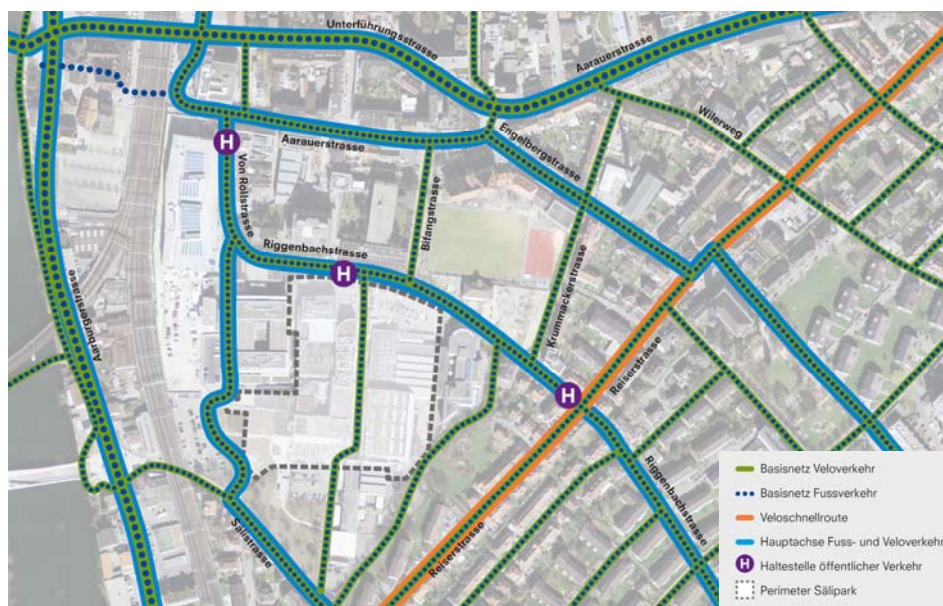 Unterführungsstrasse
Aarauerstrasse
Wilerweg
Engelbergstrasse
Aarauerstrasse
H
Von Rollstrasse
Bifangstrasse
Riggenbachstrasse
H
Krummackerstrasse
Aarburgerstrasse
Reiserstrasse
H
Riggenbachstrasse
Sälistrasse
Reiserstrasse
Basisnetz Veloverkehr
Basisnetz Fussverkehr
Veloschnellroute
Hauptachse Fuss- und Veloverkehr
H Haltestelle öffentlicher Verkehr
Perimeter Sälipark